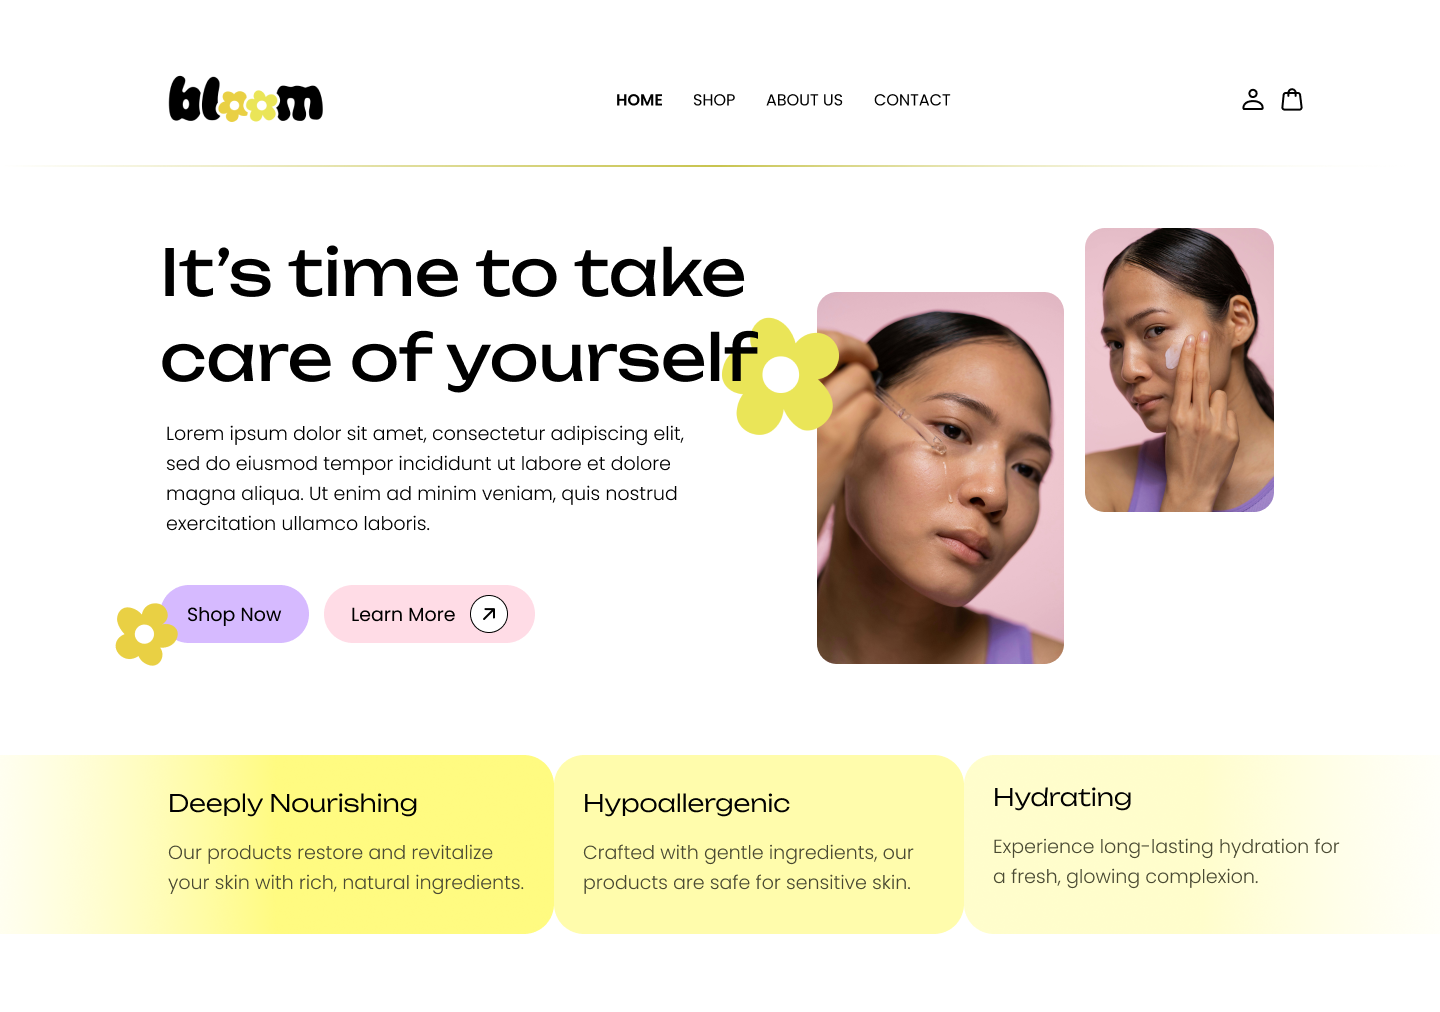 bloom
HOME SHOP ABOUT US CONTACT
It’s time to take
care of yourself
Lorem ipsum dolor sit amet, consectetur adipiscing elit,
sed do eiusmod tempor incididunt ut labore et dolore
magna aliqua. Ut enim ad minim veniam, quis nostrud
exercitation ullamco laboris.
Shop Now
Learn More
Deeply Nourishing
Our products restore and revitalize
your skin with rich, natural ingredients.
Hypoallergenic
Crafted with gentle ingredients, our
products are safe for sensitive skin.
Hydrating
Experience long-lasting hydration for
a fresh, glowing complexion.